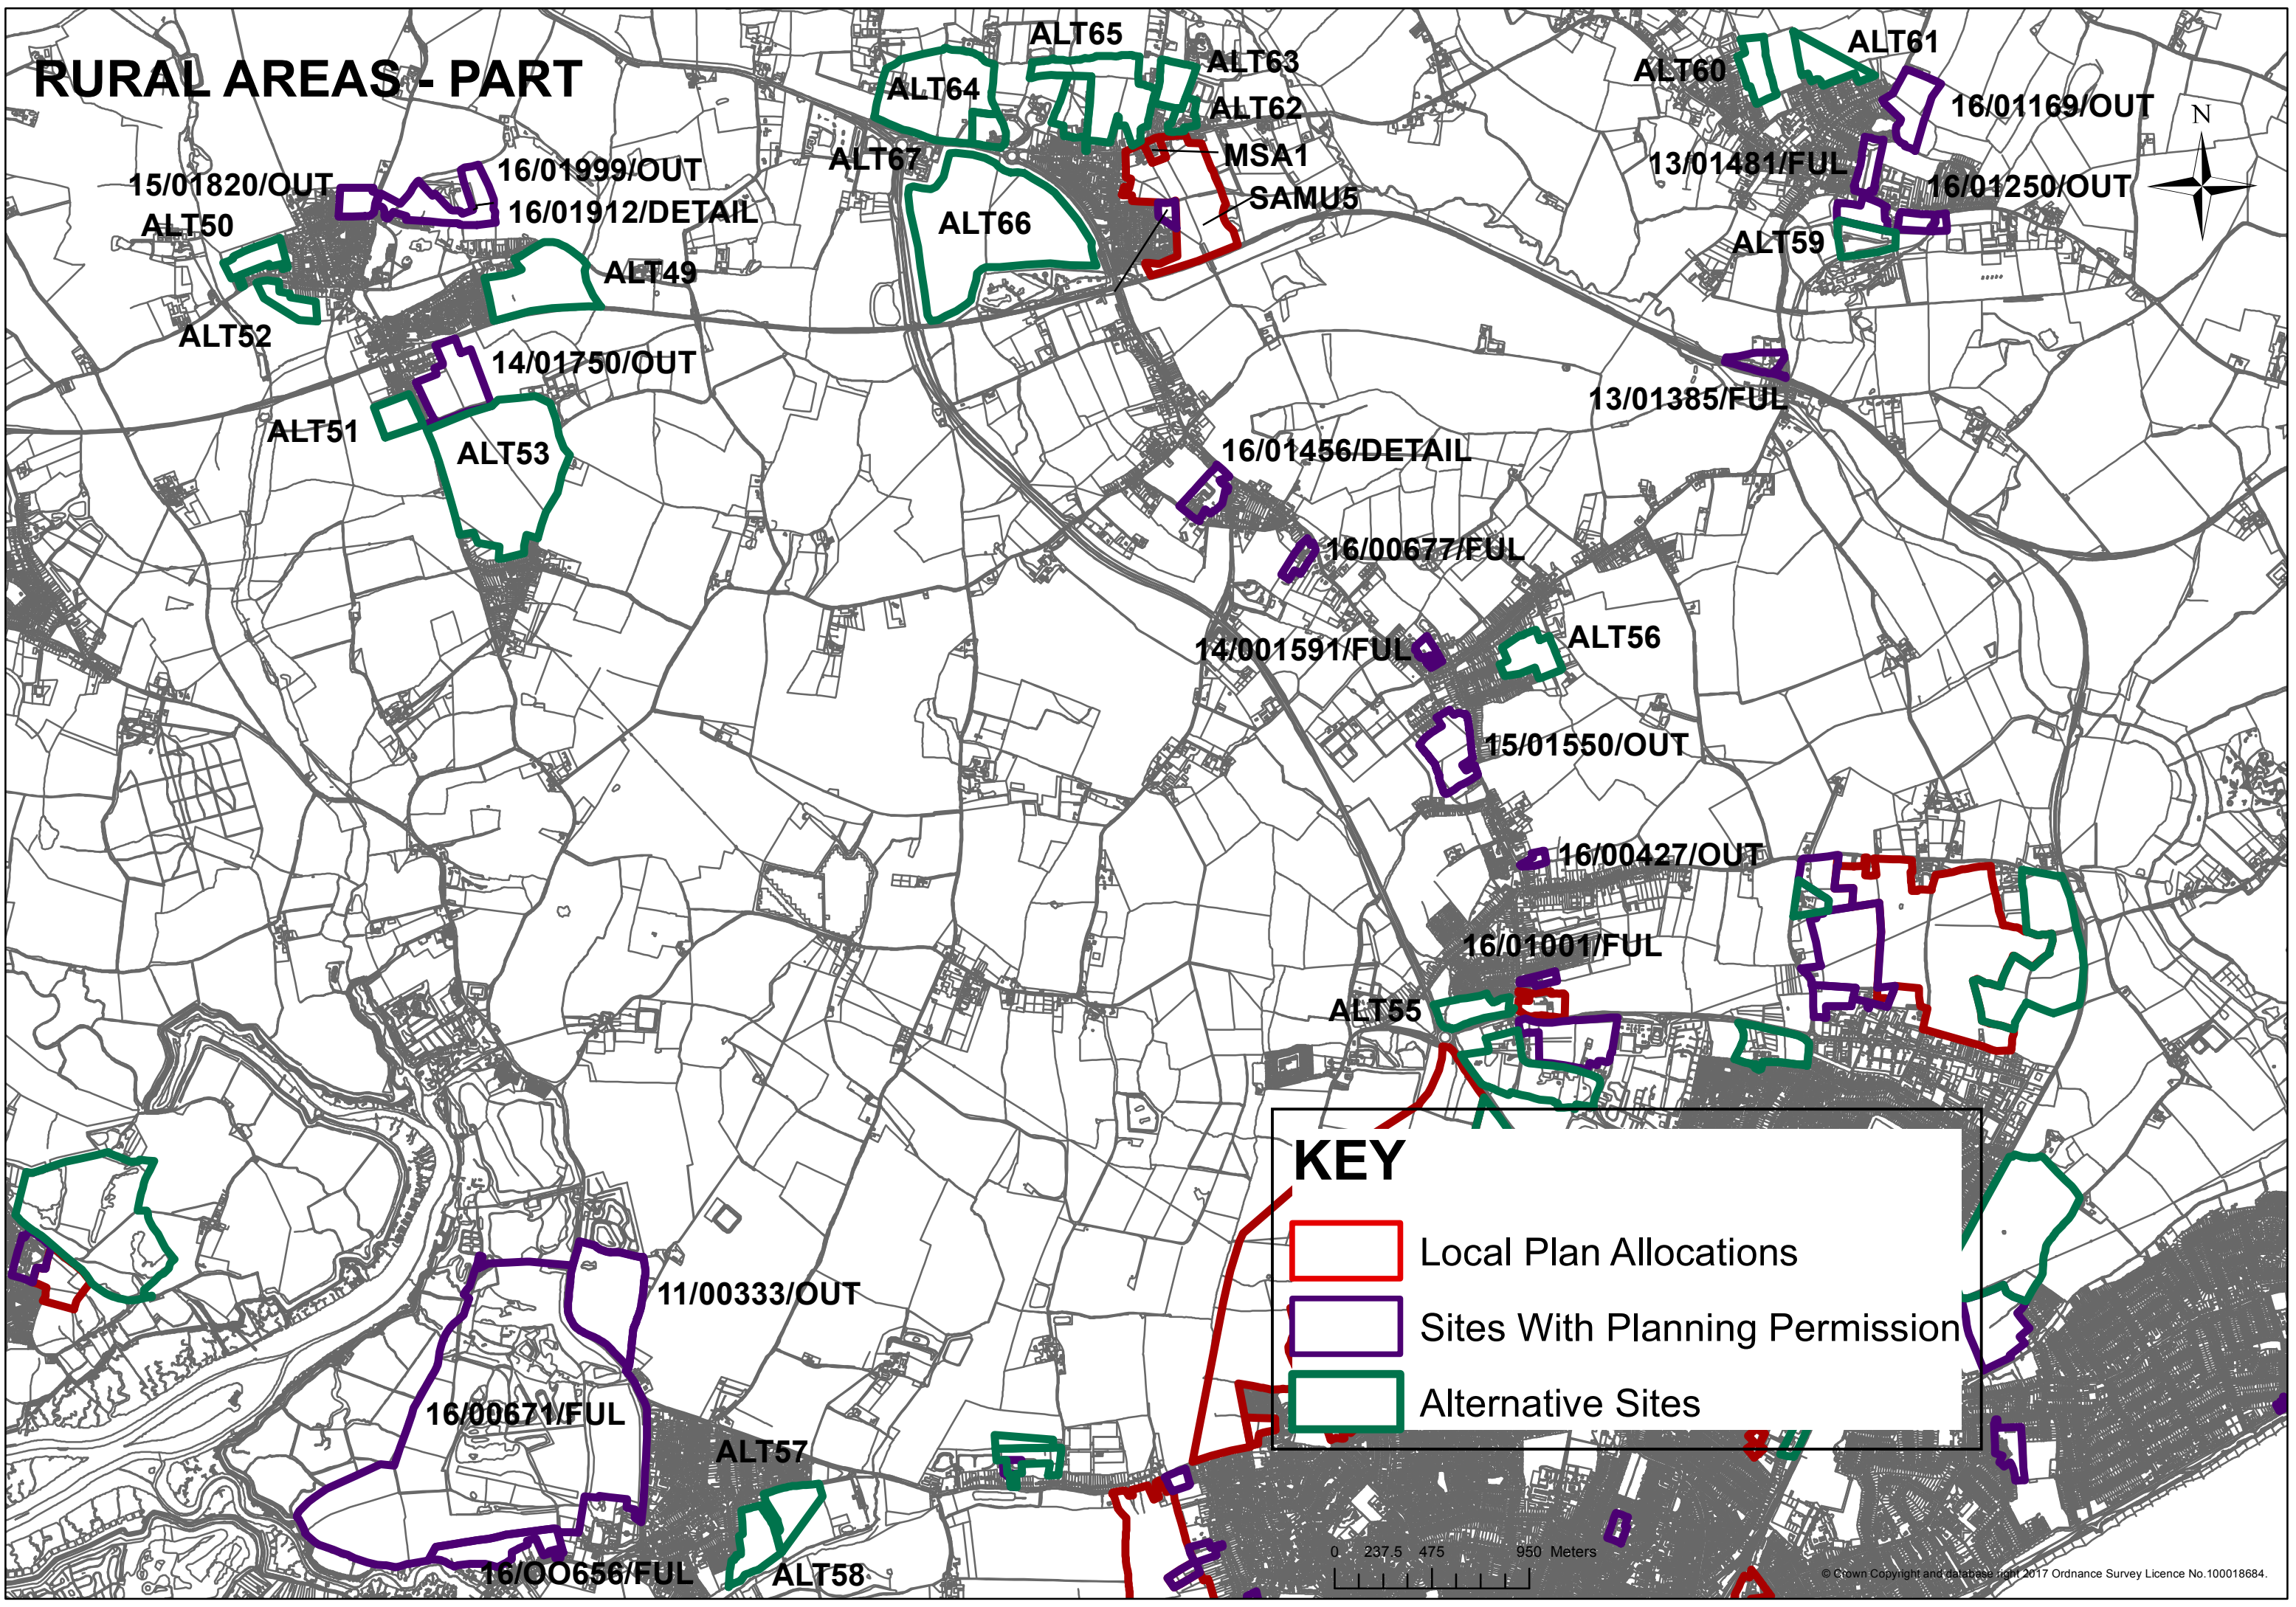 RURAL AREAS - PART
ALT65
ALT63
ALT64
ALT62
ALT67
MSA1
SAMU5
ALT66
ALT61
ALT60
16/01169/OUT
N
13/01481/FUL
16/01250/OUT
ALT59
15/01820/OUT
16/01999/OUT
16/01912/DETAIL
ALT50
ALT49
ALT52
14/01750/OUT
ALT51
ALT53
13/01385/FUL
16/01456/DETAIL
16/00677/FUL
14/001591/FUL
ALT56
15/01550/OUT
16/00427/OUT
16/01001/FUL
ALT55
11/00333/OUT
16/00671/FUL
ALT57
16/OO656/FUL
ALT58
KEY
Local Plan Allocations
Sites With Planning Permission
Alternative Sites
0 237.5 475 950 Meters
© Crown Copyright and database right 2017 Ordnance Survey Licence No.100018684.